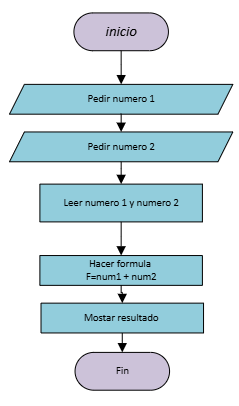 inicio
Pedir numero 1
Pedir numero 2
Leer numero 1 y numero 2
Hacer formula
F=num1 + num2
Mostar resultado
Fin